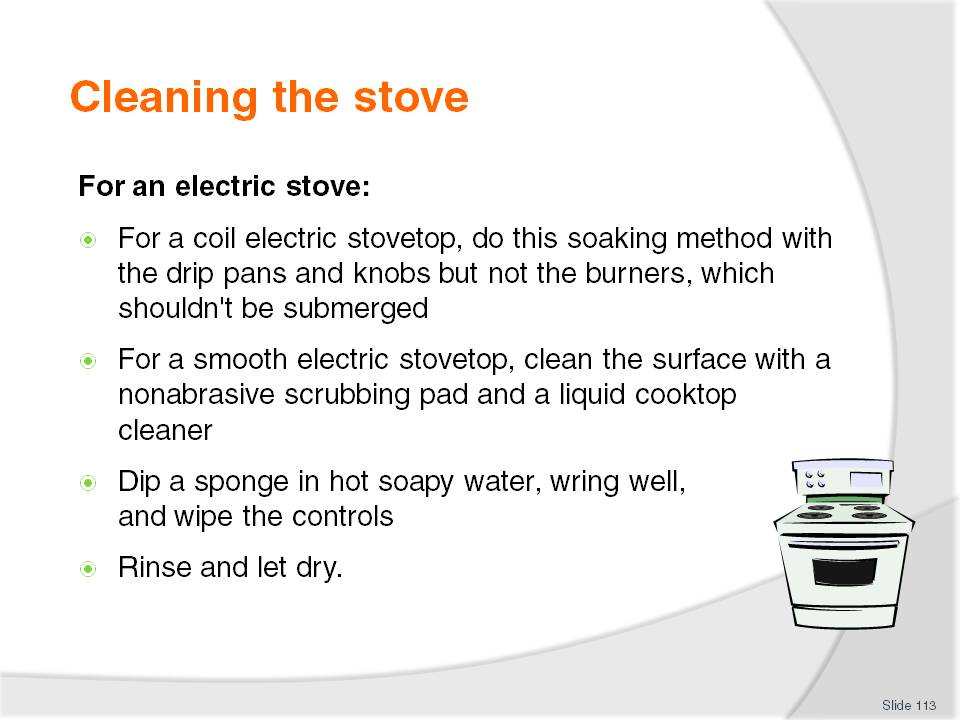 Cleaning the stove
For an electric stove:
For a coil electric stovetop, do this soaking method with
the drip pans and knobs but not the burners, which
shouldn't be submerged
For a smooth electric stovetop, clean the surface with a
nonabrasive scrubbing pad and a liquid cooktop
cleaner
Dip a sponge in hot soapy water, wring well,
and wipe the controls
Rinse and let dry.
Slide 113